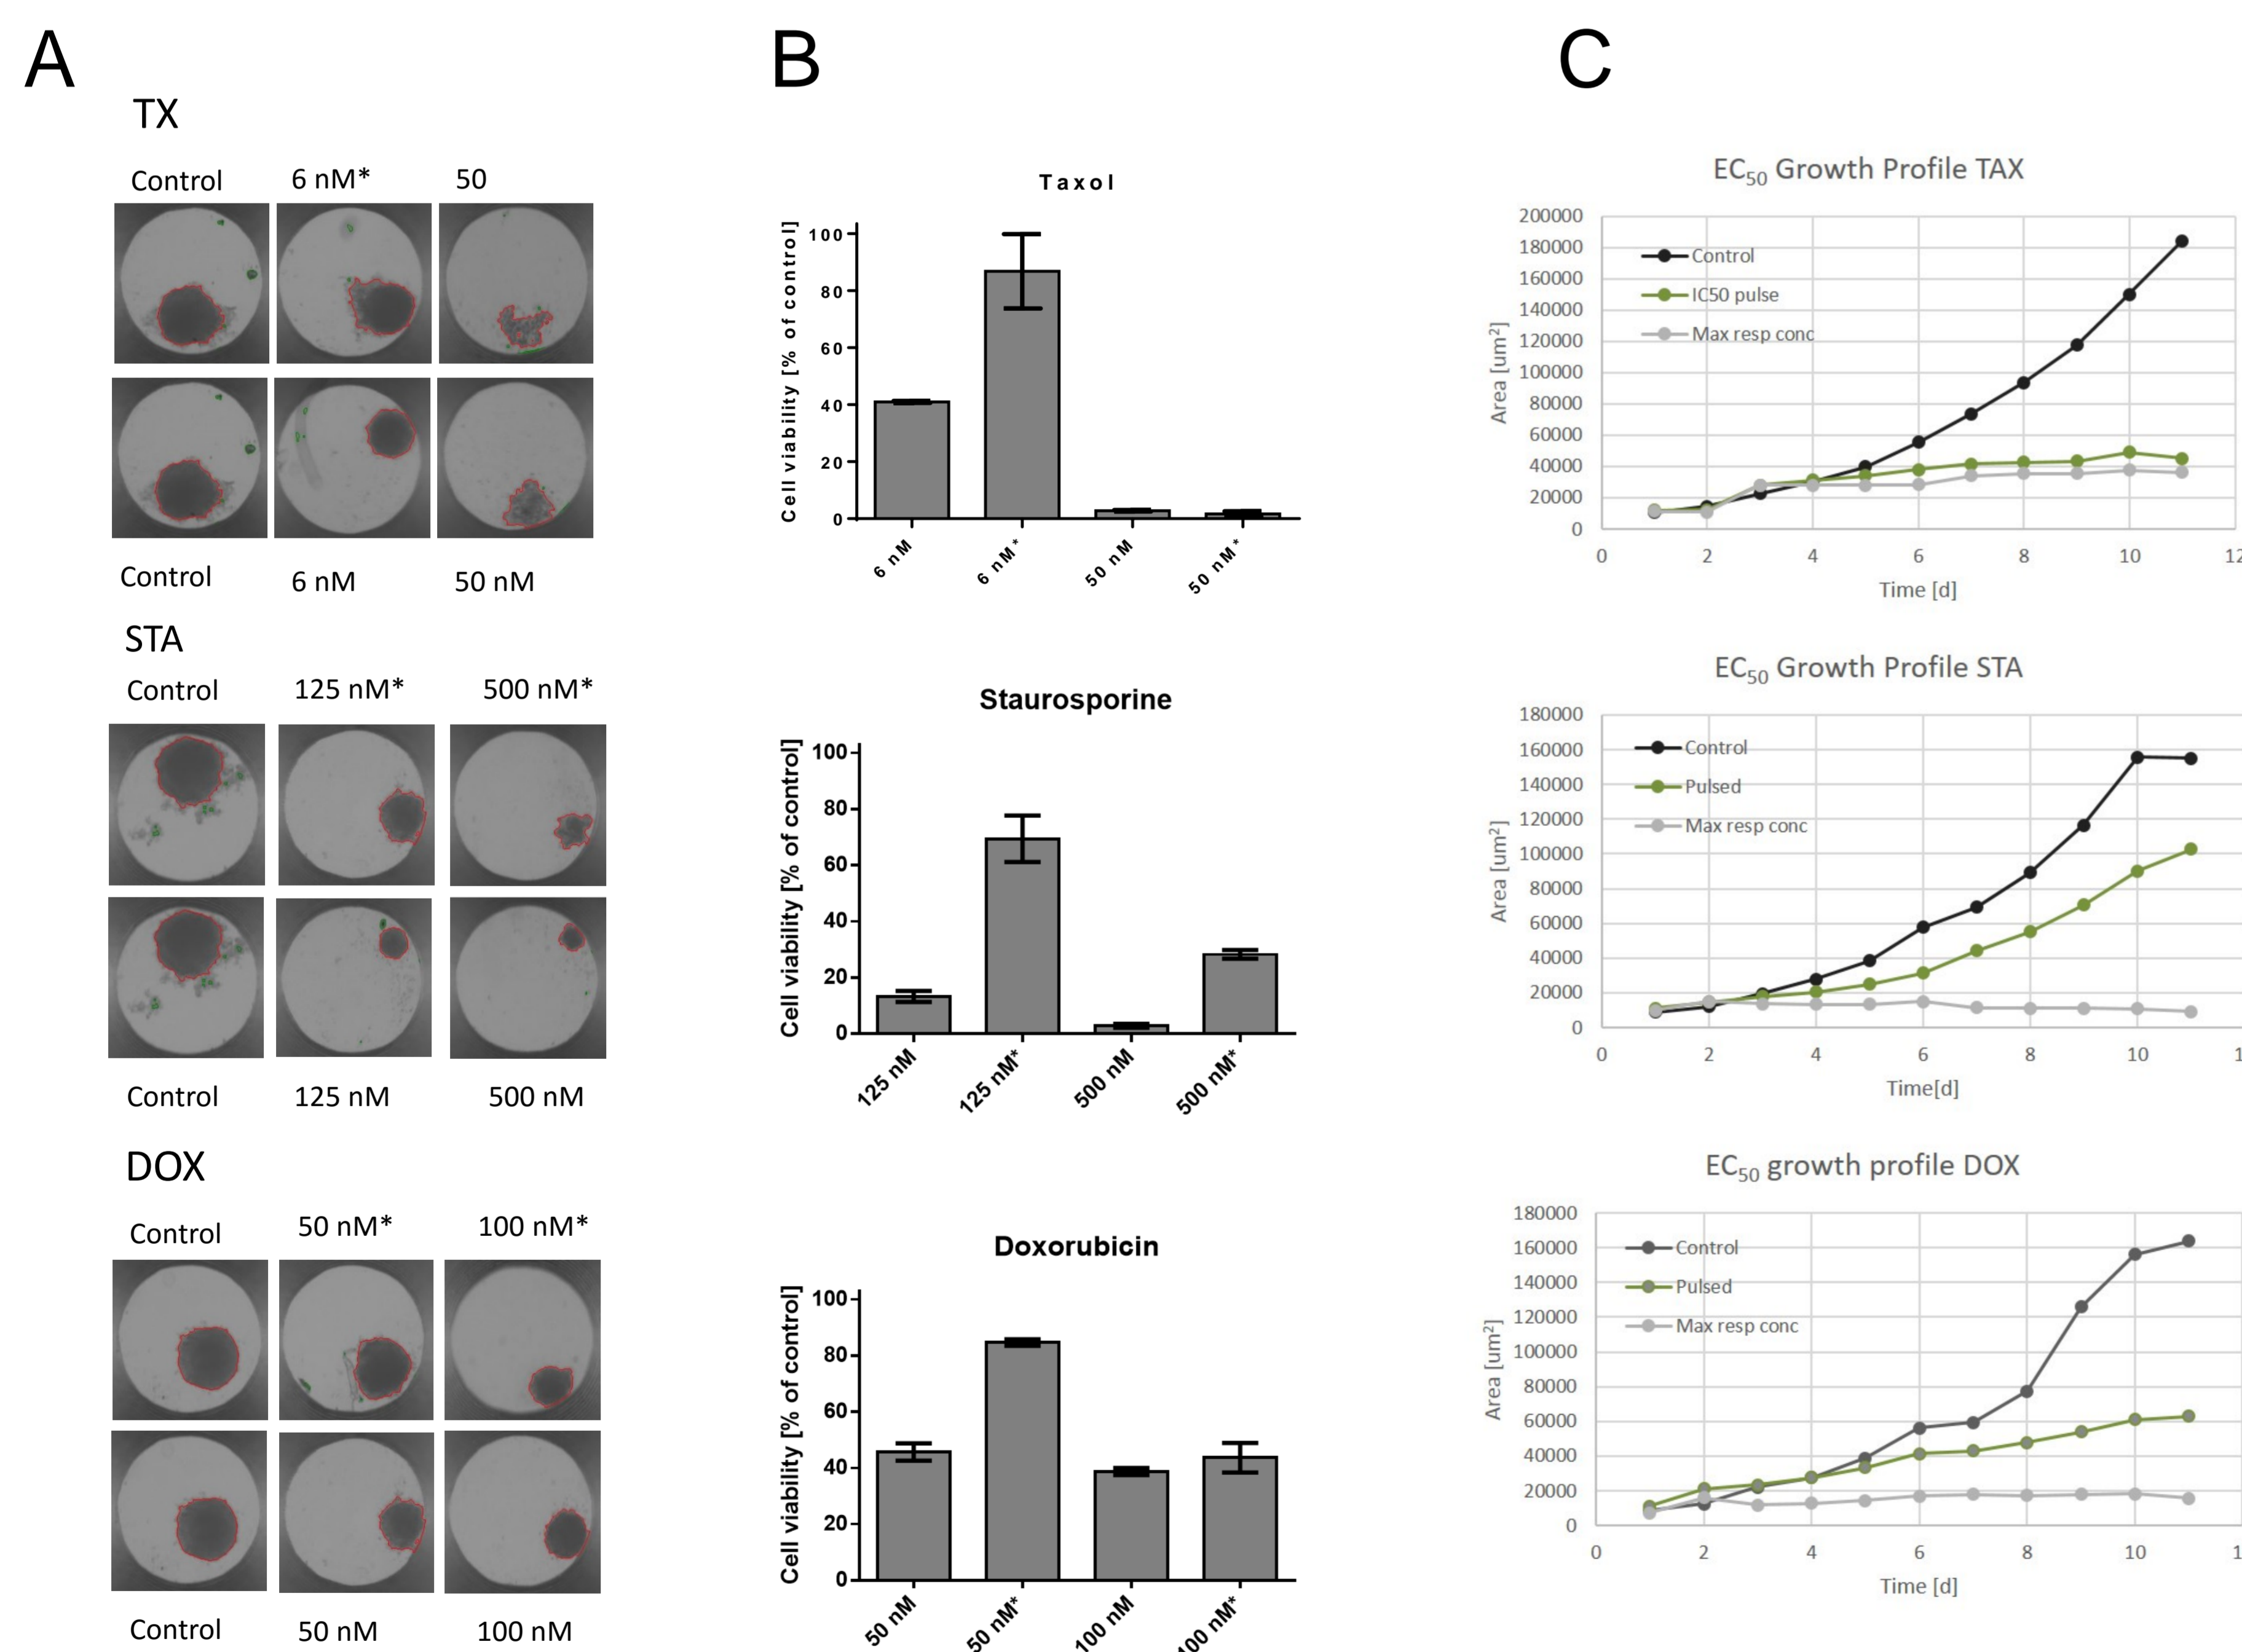 A
TX
Control 6 nM* 50
Control 6 nM 50 nM
STA
Control 125 nM* 500 nM*
Control 125 nM 500 nM
DOX
Control 50 nM* 100 nM*
Control 50 nM 100 nM
B
Taxol
Cell viability [% of control]
100
80
60
40
20
0
6 nM 6 nM* 50 nM 50 nM*
Staurosporine
Cell viability [% of control]
100
80
60
40
20
0
125 nM 125 nM* 500 nM 500 nM*
Doxorubicin
Cell viability [% of control]
100
80
60
40
20
0
50 nM 50 nM* 100 nM 100 nM*
C
EC50 Growth Profile TAX
Area [um²]
200000
180000
160000
140000
120000
100000
80000
60000
40000
20000
0
Control
IC50 pulse
Max resp conc
0 2 4 6 8 10 12
Time [d]
EC50 Growth Profile STA
Area [um²]
180000
160000
140000
120000
100000
80000
60000
40000
20000
0
Control
Pulsed
Max resp conc
0 2 4 6 8 10 1
Time[d]
EC50 growth profile DOX
Area [um²]
180000
160000
140000
120000
100000
80000
60000
40000
20000
0
Control
Pulsed
Max resp conc
0 2 4 6 8 10 1
Time [d]